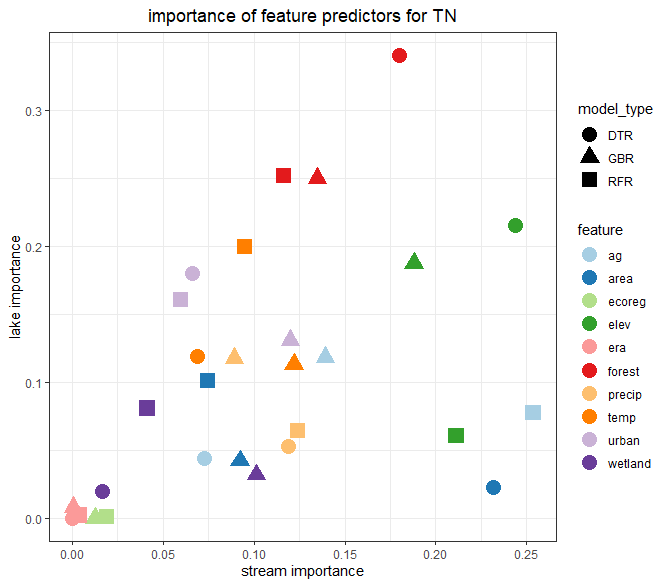 importance of feature predictors for TN
lake importance
0.3
0.2
0.1
0.0
0.00 0.05 0.10 0.15 0.20 0.25
stream importance
model_type
DTR
GBR
RFR
feature
ag
area
ecoreg
elev
era
forest
precip
temp
urban
wetland